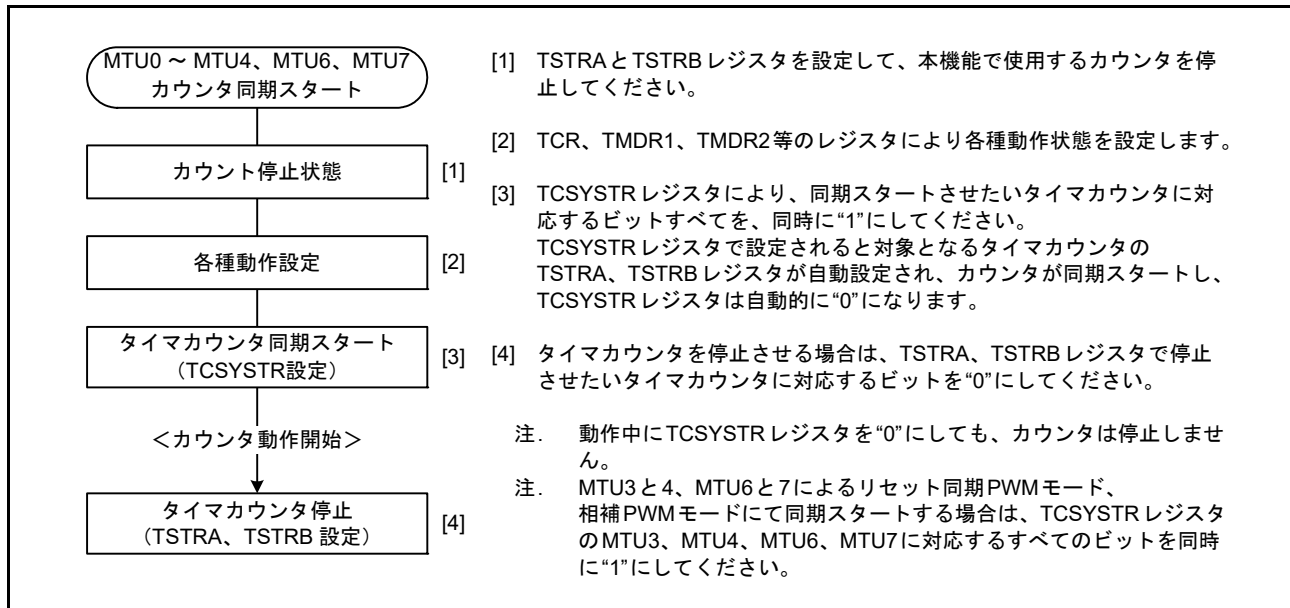 MTU0 ~ MTU4、MTU6、MTU7
カウンタ同期スタート
カウント停止状態
[1]
各種動作設定
[2]
タイマカウンタ同期スタート
（TCSYSTR設定）
[3]
＜カウンタ動作開始＞
タイマカウンタ停止
（TSTRA、TSTRB 設定）
[4]
[1] TSTRAとTSTRBレジスタを設定して、本機能で使用するカウンタを停
止してください。
[2] TCR、TMDR1、TMDR2等のレジスタにより各種動作状態を設定します。
[3] TCSYSTRレジスタにより、同期スタートさせたいタイマカウンタに対
応するビットすべてを、同時に“1”にしてください。
TCSYSTRレジスタで設定されると対象となるタイマカウンタの
TSTRA、TSTRBレジスタが自動設定され、カウンタが同期スタートし、
TCSYSTRレジスタは自動的に“0”になります。
[4] タイマカウンタを停止させる場合は、TSTRA、TSTRBレジスタで停止
させたいタイマカウンタに対応するビットを“0”にしてください。
注. 動作中にTCSYSTRレジスタを“0”にしても、カウンタは停止しませ
ん。
注. MTU3と4、MTU6と7によるリセット同期PWMモード、
相補PWMモードにて同期スタートする場合は、TCSYSTRレジスタ
のMTU3、MTU4、MTU6、MTU7に対応するすべてのビットを同時
に“1”にしてください。